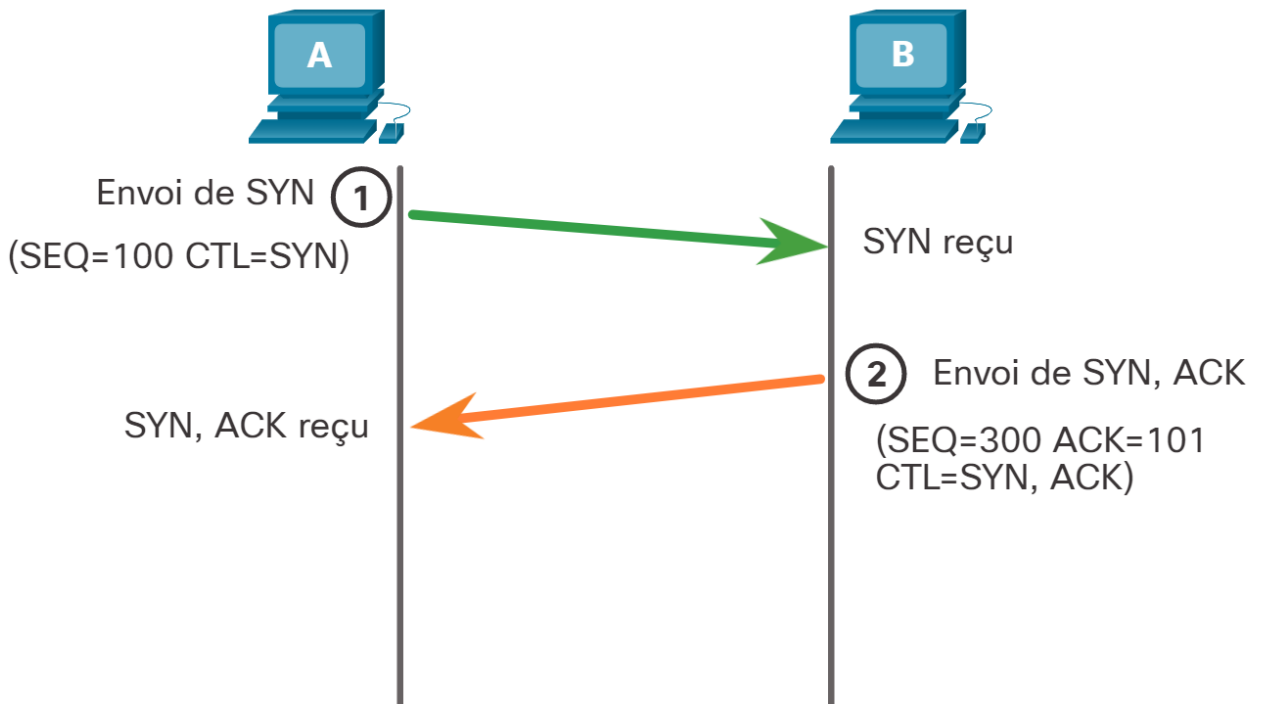 A
B
Envoi de SYN 1
(SEQ=100 CTL=SYN)
SYN reçu
2 Envoi de SYN, ACK
(SEQ=300 ACK=101
CTL=SYN, ACK)
SYN, ACK reçu